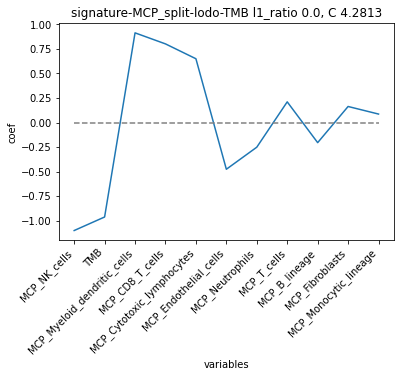 signature-MCP_split-lodo-TMB l1_ratio 0.0, C 4.2813
1.00
0.75
0.50
0.25
0.00
−0.25
−0.50
−0.75
−1.00
coef
MCP_NK_cells
TMB
MCP_Myeloid_dendritic_cells
MCP_CD8_T_cells
MCP_Cytotoxic_lymphocytes
MCP_Endothelial_cells
MCP_Neutrophils
MCP_T_cells
MCP_B_lineage
MCP_Fibroblasts
MCP_Monocytic_lineage
variables